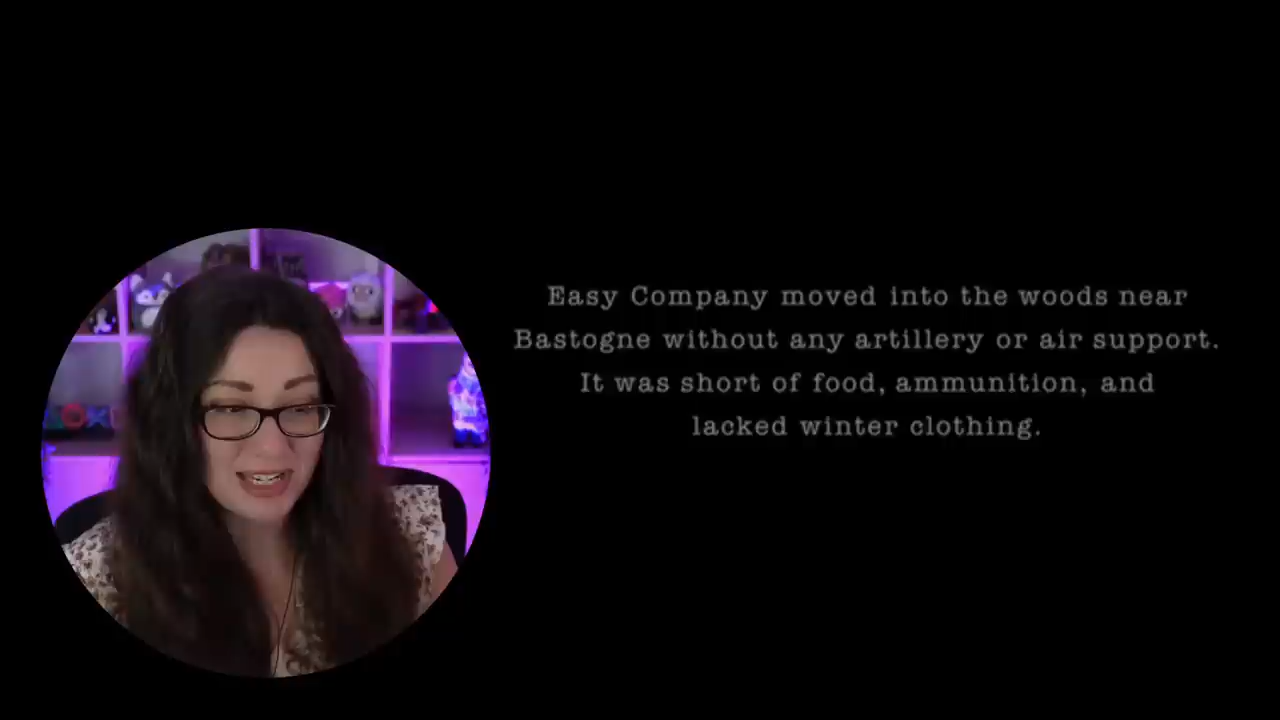 Easy Company moved into the woods near
Bastogne without any artillery or air support.
It was short of food, ammunition, and
lacked winter clothing.